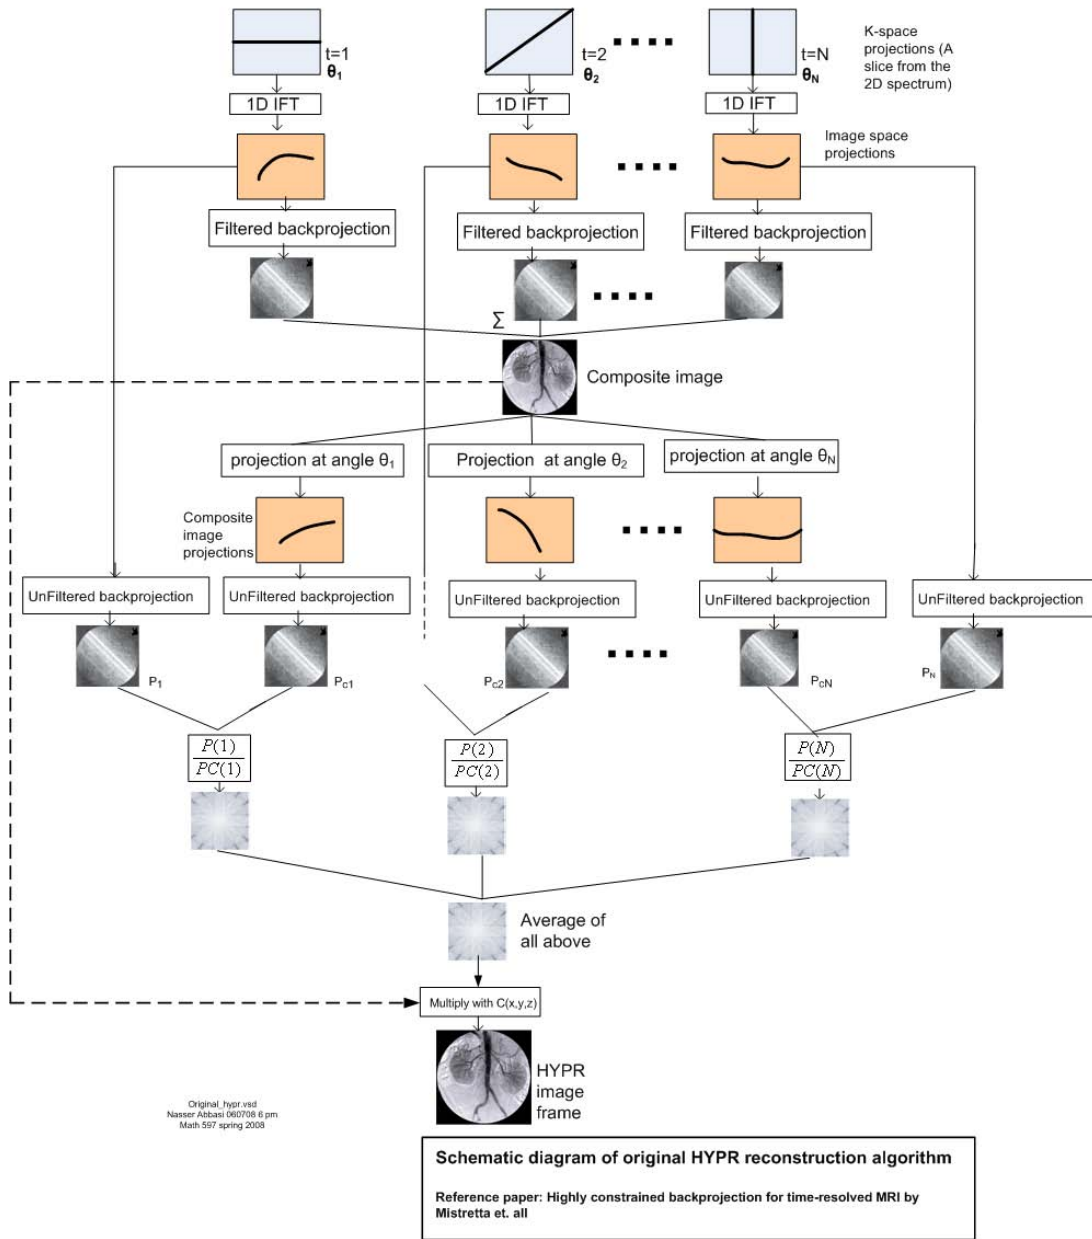 t=1
θ1
t=2
θ2
t=N
θN
K-space
projections (A
slice from the
2D spectrum)
1D IFT
1D IFT
1D IFT
Image space
projections
Filtered backprojection
Filtered backprojection
Filtered backprojection
Σ
Composite image
projection at angle θ1
Projection at angle θ2
projection at angle θN
Composite
image
projections
UnFiltered backprojection
UnFiltered backprojection
UnFiltered backprojection
UnFiltered backprojection
UnFiltered backprojection
P1
Pc1
Pc2
PcN
PN
P(1)
PC(1)
P(2)
PC(2)
P(N)
PC(N)
Average of
all above
Multiply with C(x,y,z)
HYPR
image
frame
Original_hypr.vsd
Nasser Abbasi 060708 6 pm
Math 597 spring 2008
Schematic diagram of original HYPR reconstruction algorithm
Reference paper: Highly constrained backprojection for time-resolved MRI by
Mistretta et. all